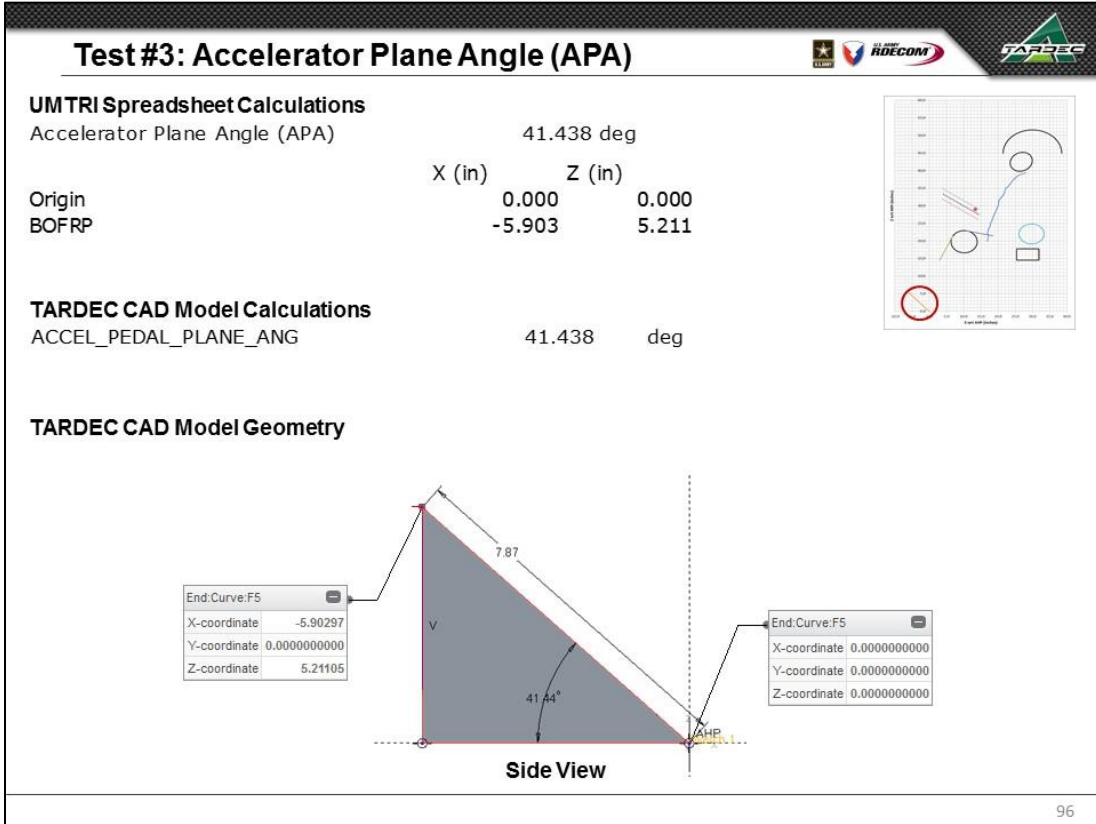 Test #3: Accelerator Plane Angle (APA)
U.S. ARMY
RDECOM
TARDEC
UMTRI Spreadsheet Calculations
Accelerator Plane Angle (APA) 41.438 deg
X (in) Z (in)
Origin 0.000 0.000
BOFRP -5.903 5.211
TARDEC CAD Model Calculations
ACCEL_PEDAL_PLANE_ANG 41.438 deg
TARDEC CAD Model Geometry
7.87
End:Curve:F5
X-coordinate -5.90297
Y-coordinate 0.0000000000
Z-coordinate 5.21105
V
41.44°
End:Curve:F5
X-coordinate 0.0000000000
Y-coordinate 0.0000000000
Z-coordinate 0.0000000000
AHP
Side View
96